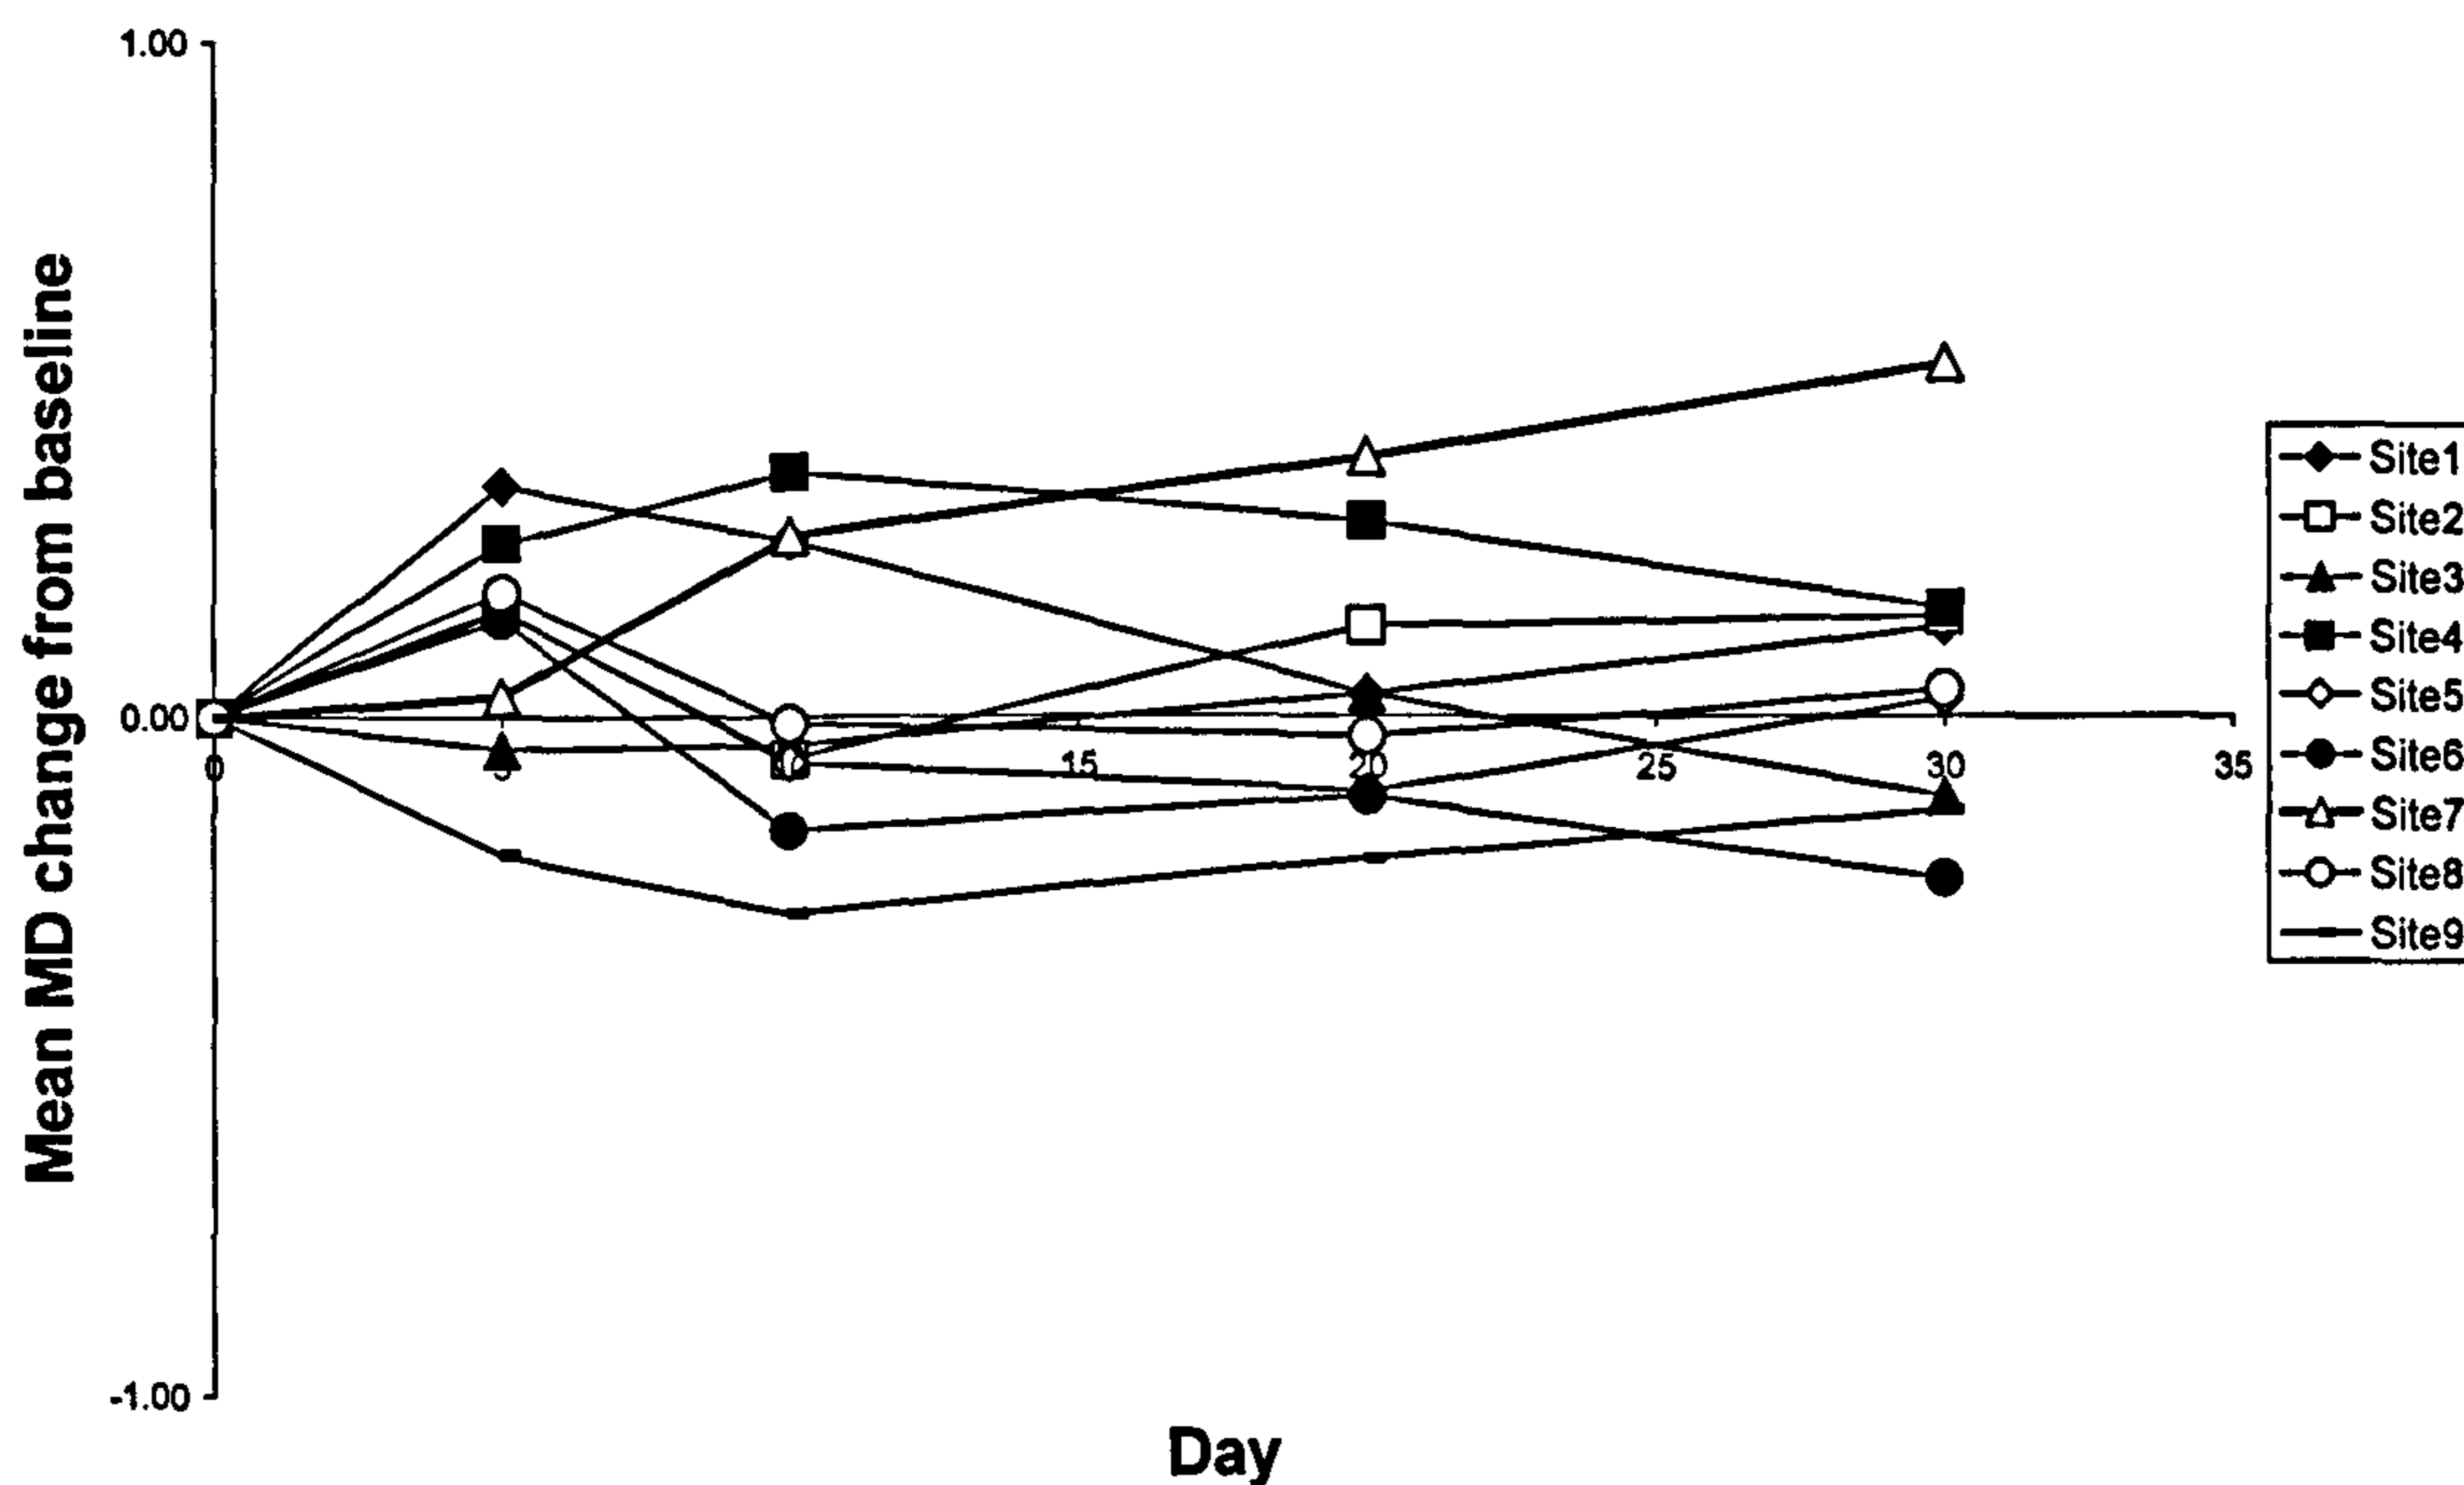 Mean MD change from baseline
1.00
0.00
-1.00
0
15
20
25
30
35
Day
Site1
Site2
Site3
Site4
Site5
Site6
Site7
Site8
Site9